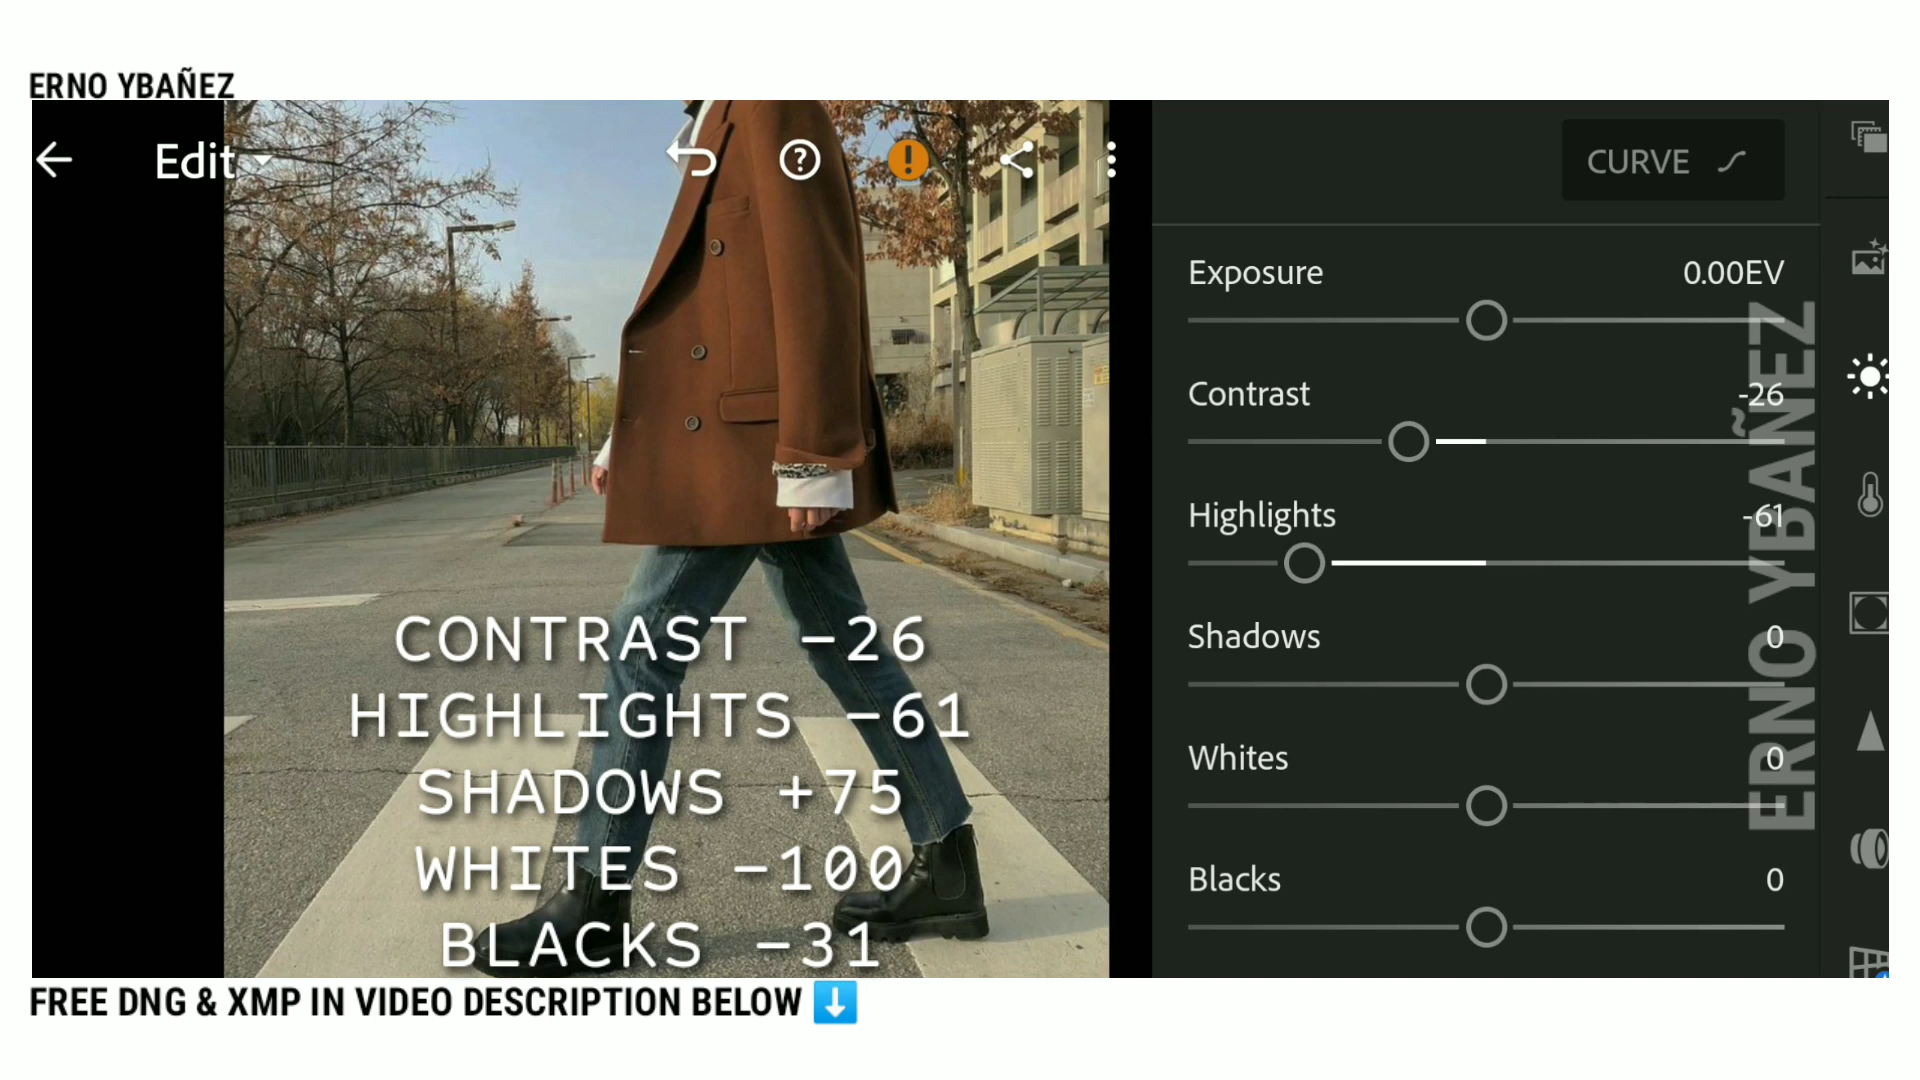 ERNO YBAÑEZ
Edit
CURVE
Exposure 0.00EV
Contrast -26
Highlights -61
Shadows 0
Whites 0
Blacks 0
ERNO YBAÑEZ
CONTRAST -26
HIGHLIGHTS -61
SHADOWS +75
WHITES -100
BLACKS -31
FREE DNG & XMP IN VIDEO DESCRIPTION BELOW ⬇️